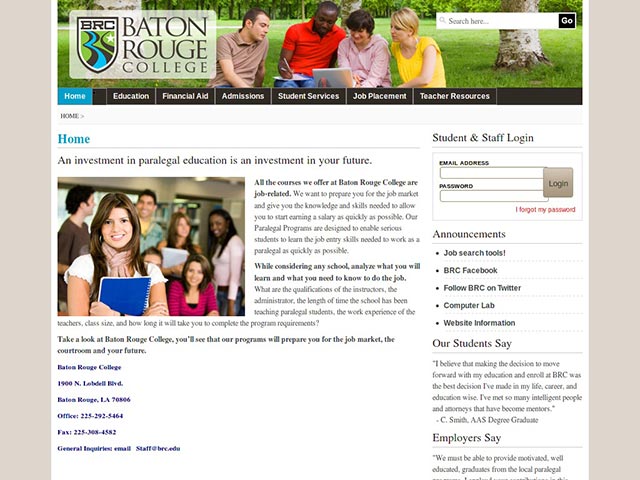 BRC
BATON
ROUGE
COLLEGE
Search here...
Go
Home
Education
Financial Aid
Admissions
Student Services
Job Placement
Teacher Resources
HOME >
Home
An investment in paralegal education is an investment in your future.
All the courses we offer at Baton Rouge College are
job-related. We want to prepare you for the job market
and give you the knowledge and skills needed to allow
you to start earning a salary as quickly as possible. Our
Paralegal Programs are designed to enable serious
students to learn the job entry skills needed to work as a
paralegal as quickly as possible.
While considering any school, analyze what you will
learn and what you need to know to do the job.
What are the qualifications of the instructors, the
administrator, the length of time the school has been
teaching paralegal students, the work experience of the
teachers, class size, and how long it will take you to complete the program requirements?
Take a look at Baton Rouge College, you'll see that our programs will prepare you for the job market, the
courtroom and your future.
Baton Rouge College
1900 N. Lobdell Blvd.
Baton Rouge, LA 70806
Office: 225-292-5464
Fax: 225-308-4582
General Inquiries: email Staff@brc.edu
Student & Staff Login
EMAIL ADDRESS
PASSWORD
Login
I forgot my password
Announcements
Job search tools!
BRC Facebook
Follow BRC on Twitter
Computer Lab
Website Information
Our Students Say
"I believe that making the decision to move
forward with my education and enroll at BRC was
the best decision I've made in my life, career, and
education wise. I've met so many intelligent people
and attorneys that have become mentors."
- C. Smith, AAS Degree Graduate
Employers Say
"We must be able to provide motivated, well
educated, graduates from the local paralegal